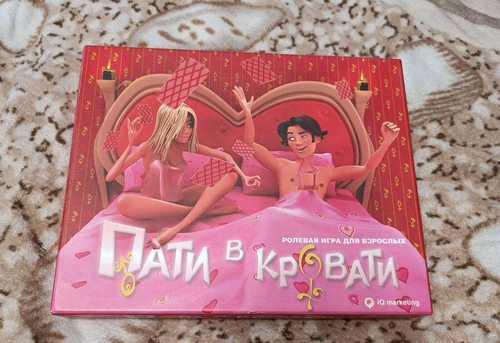 РОЛЕВАЯ ИГРА ДЛЯ ВЗРОСЛЫХ
ПАТИ В КРОВАТИ
iQ marketing